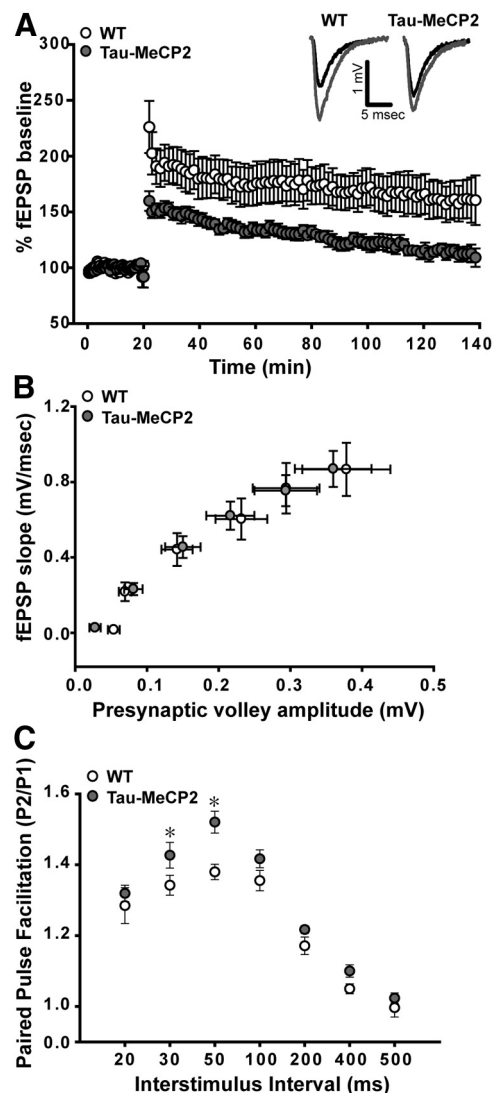 A
WT
Tau-MeCP2
WT
Tau-MeCP2
1 mV
5 msec
300
250
200
150
100
50
% fEPSP baseline
0 20 40 60 80 100 120 140
Time (min)
B
WT
Tau-MeCP2
1.2
0.8
0.4
0.0
fEPSP slope (mV/msec)
0.0 0.1 0.2 0.3 0.4 0.5
Presynaptic volley amplitude (mV)
C
WT
Tau-MeCP2
1.6
1.4
1.2
1.0
0.0
Paired Pulse Facilitation (P2/P1)
*
*
20 30 50 100 200 400 500
Interstimulus Interval (ms)